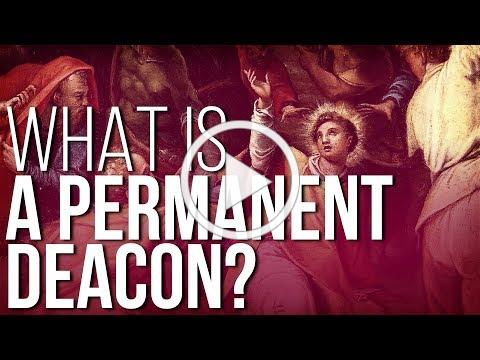 WHAT IS
A PERMANENT
DEACON?